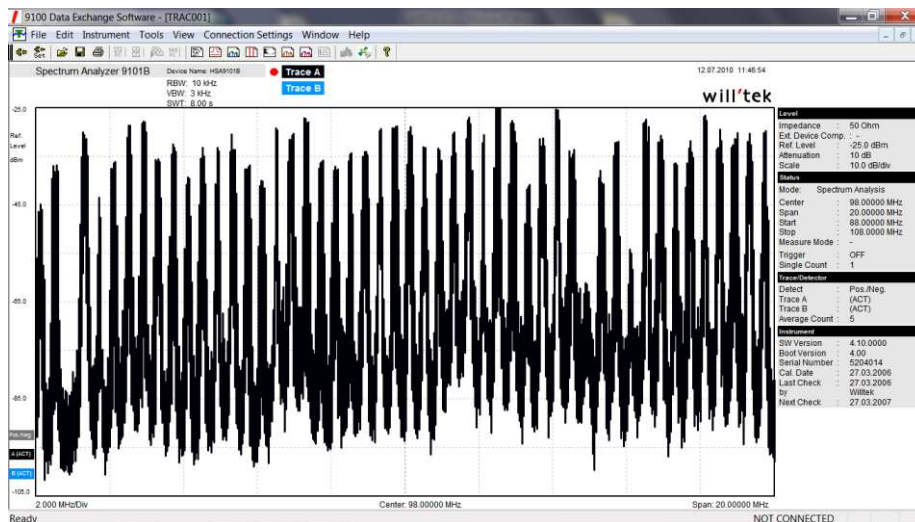 9100 Data Exchange Software - [TRAC001]
File Edit Instrument Tools View Connection Settings Window Help
Spectrum Analyzer 9101B
Device Name: HSA9101B
RBW: 10 kHz
VBW: 3 kHz
SWT: 8.00 s
Trace A
Trace B
12.07.2010 11:46:54
will'tek
-25.0
Ref.
Level
dBm
-45.0
-65.0
-85.0
Pos./Neg.
A (ACT)
B (ACT)
-105.0
2.000 MHz/Div
Center: 98.00000 MHz
Span: 20.00000 MHz
Level
Impedance : 50 Ohm
Ext. Device Comp. : -
Ref. Level : -25.0 dBm
Attenuation : 10 dB
Scale : 10.0 dB/div
Status
Mode: Spectrum Analysis
Center : 98.00000 MHz
Span : 20.00000 MHz
Start : 88.00000 MHz
Stop : 108.0000 MHz
Measure Mode : -
Trigger : OFF
Single Count : 1
Trace/Detector
Detect : Pos./Neg.
Trace A : (ACT)
Trace B : (ACT)
Average Count : 5
Instrument
SW Version : 4.10.0000
Boot Version : 4.00
Serial Number : 5204014
Cal. Date : 27.03.2006
Last Check : 27.03.2006
by Willtek
Next Check : 27.03.2007
Ready
NOT CONNECTED